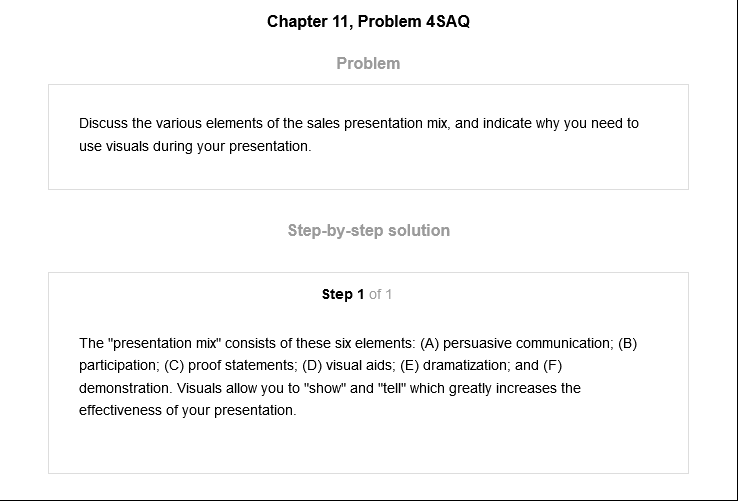 Chapter 11, Problem 4SAQ
Problem
Discuss the various elements of the sales presentation mix, and indicate why you need to
use visuals during your presentation.
Step-by-step solution
Step 1 of 1
The "presentation mix" consists of these six elements: (A) persuasive communication; (B)
participation; (C) proof statements; (D) visual aids; (E) dramatization; and (F)
demonstration. Visuals allow you to "show" and "tell" which greatly increases the
effectiveness of your presentation.